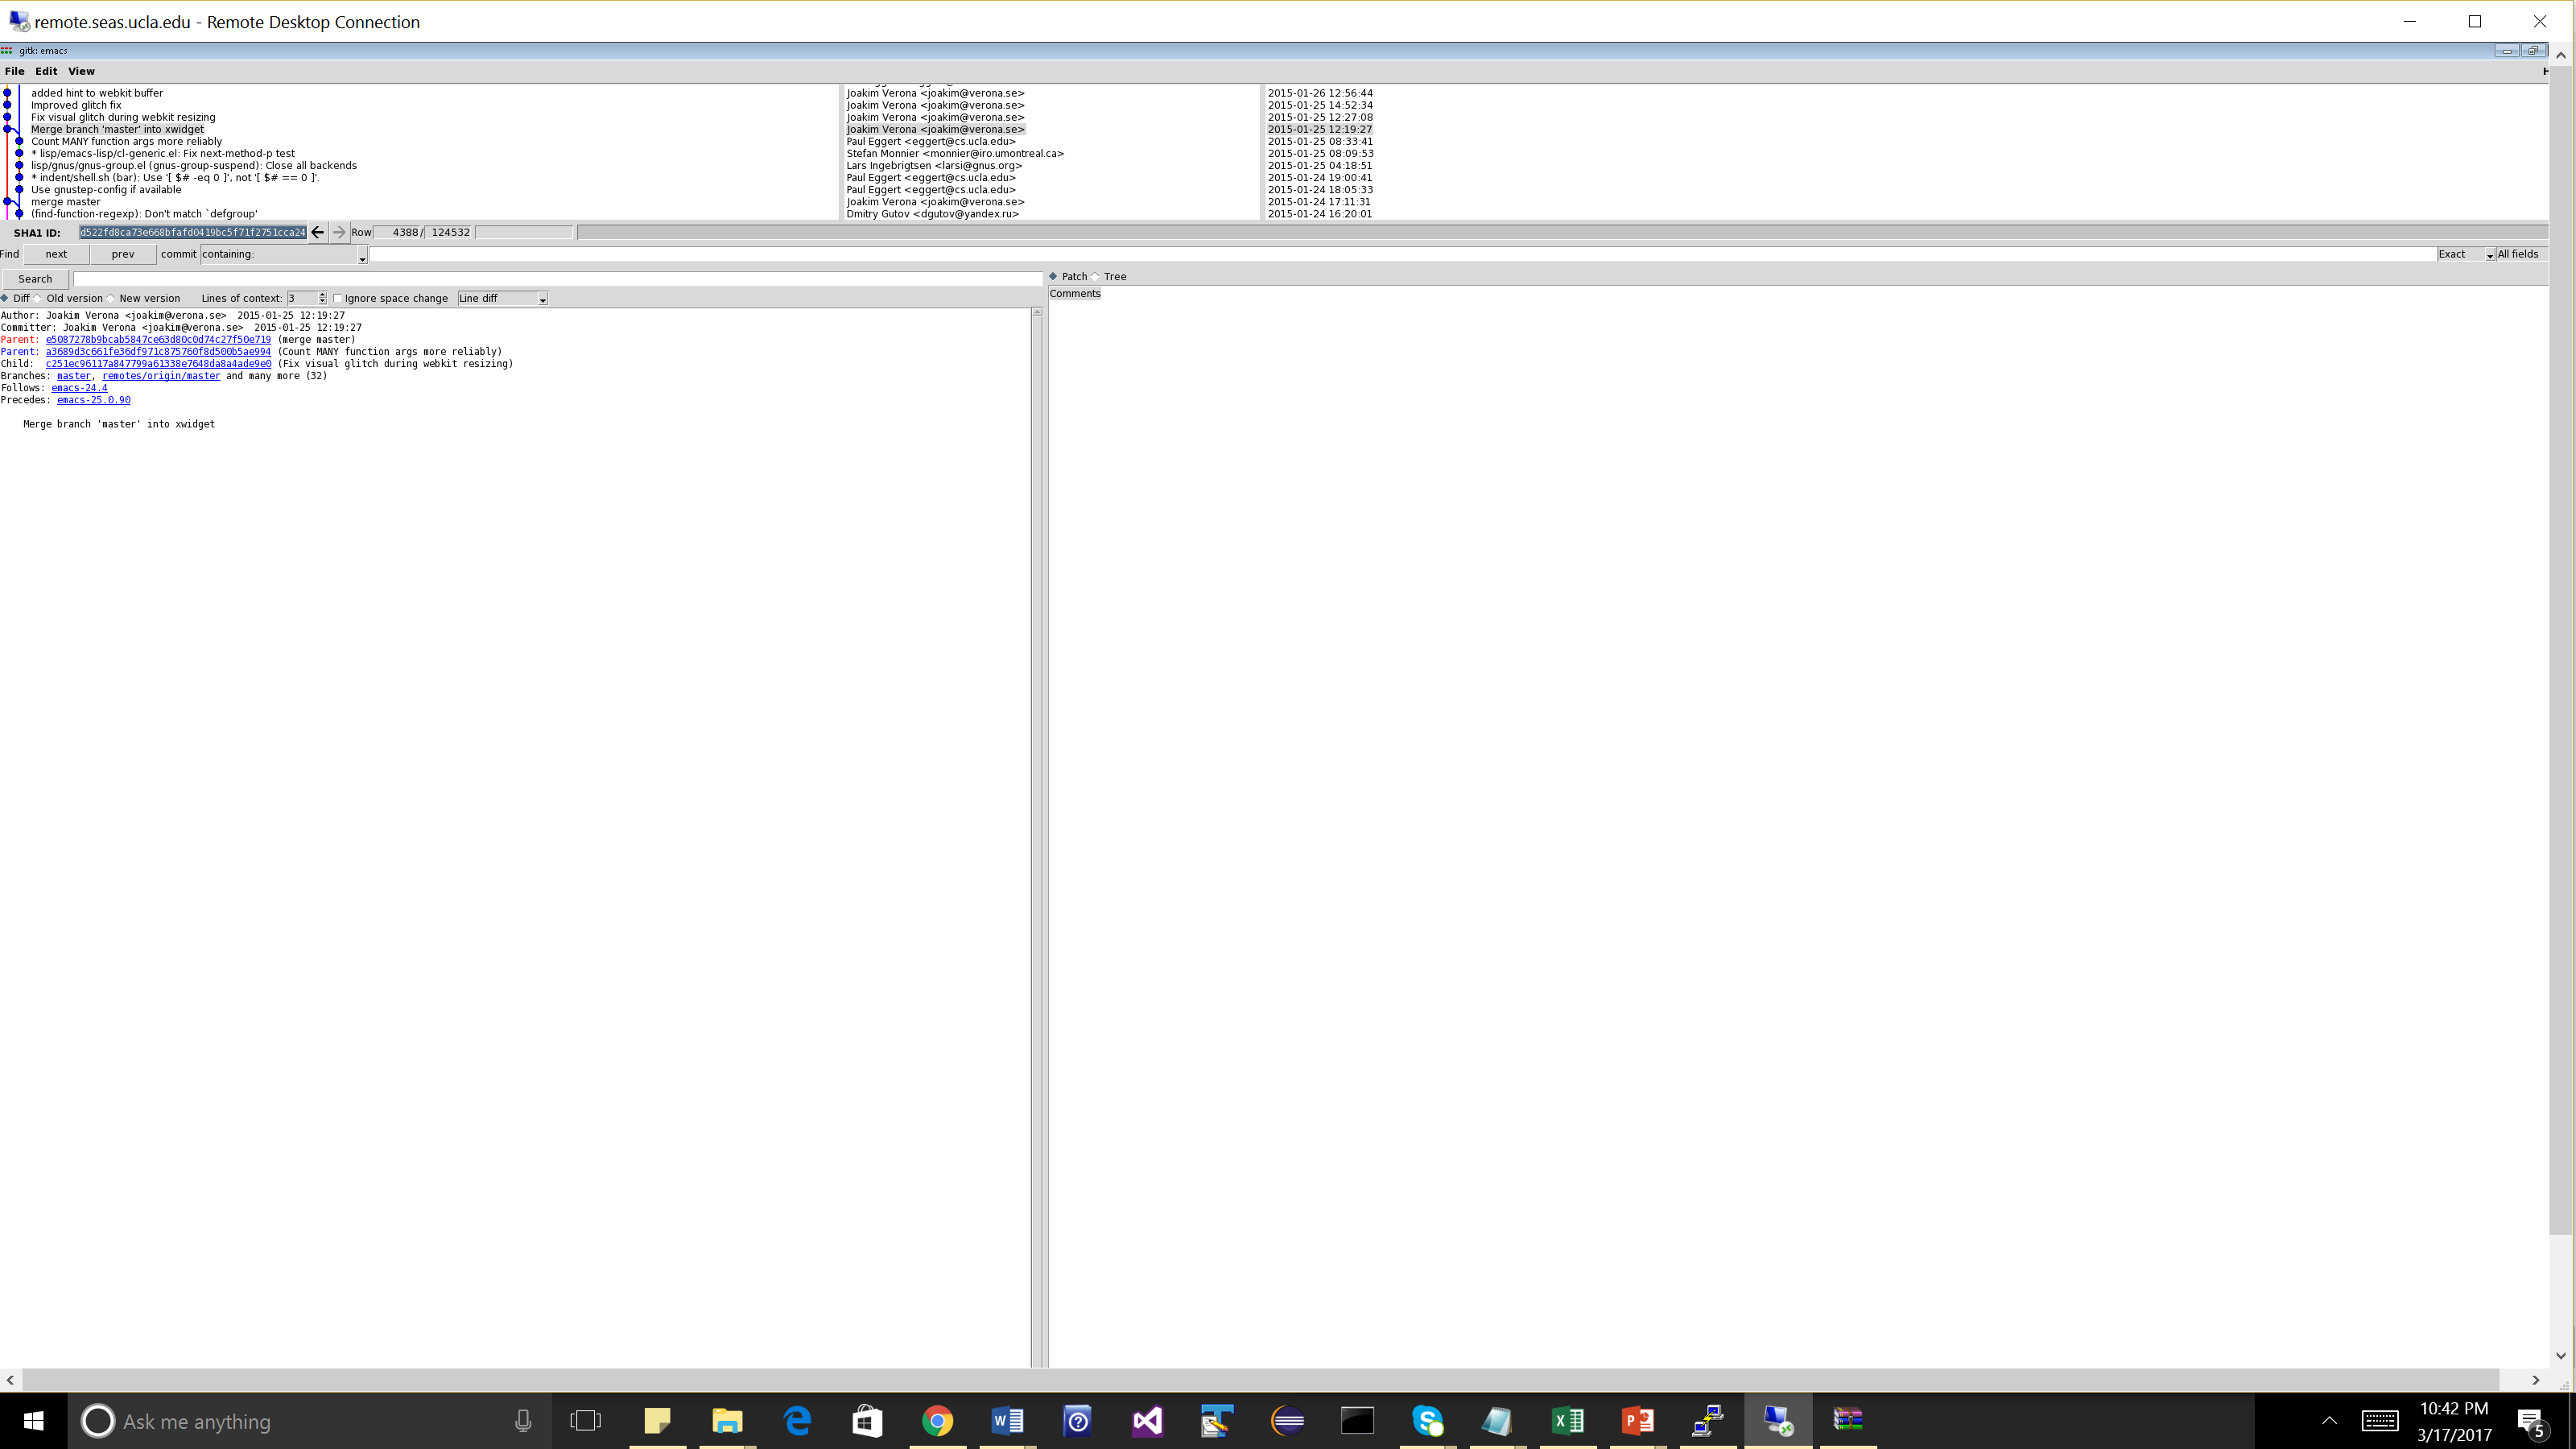 remote.seas.ucla.edu - Remote Desktop Connection
gitk: emacs
File Edit View
added hint to webkit buffer Joakim Verona <joakim@verona.se> 2015-01-26 12:56:44
Improved glitch fix Joakim Verona <joakim@verona.se> 2015-01-25 14:52:34
Fix visual glitch during webkit resizing Joakim Verona <joakim@verona.se> 2015-01-25 12:27:08
Merge branch 'master' into xwidget Joakim Verona <joakim@verona.se> 2015-01-25 12:19:27
Count MANY function args more reliably Paul Eggert <eggert@cs.ucla.edu> 2015-01-25 08:33:41
* lisp/emacs-lisp/cl-generic.el: Fix next-method-p test Stefan Monnier <monnier@iro.umontreal.ca> 2015-01-25 08:09:53
lisp/gnus/gnus-group.el (gnus-group-suspend): Close all backends Lars Ingebrigtsen <larsi@gnus.org> 2015-01-25 04:18:51
* indent/shell.sh (bar): Use '[ $# -eq 0 ]', not '[ $# == 0 ]'. Paul Eggert <eggert@cs.ucla.edu> 2015-01-24 19:00:41
Use gnustep-config if available Paul Eggert <eggert@cs.ucla.edu> 2015-01-24 18:05:33
merge master Joakim Verona <joakim@verona.se> 2015-01-24 17:11:31
(find-function-regexp): Don't match `defgroup' Dmitry Gutov <dgutov@yandex.ru> 2015-01-24 16:20:01
SHA1 ID: d522fd8ca73e668bfafd0419bc5f71f2751cca24 Row 4388 / 124532
Find next prev commit containing: Exact All fields
Search
Patch Tree
Diff Old version New version Lines of context: 3 Ignore space change Line diff
Comments
Author: Joakim Verona <joakim@verona.se> 2015-01-25 12:19:27
Committer: Joakim Verona <joakim@verona.se> 2015-01-25 12:19:27
Parent: e5087278b9bcab5847ce63d80c0d74c27f50e719 (merge master)
Parent: a3689d3c661fe36df971c875760f8d500b5ae994 (Count MANY function args more reliably)
Child: c251ec96117a847799a61338e7648da8a4ade9e0 (Fix visual glitch during webkit resizing)
Branches: master, remotes/origin/master and many more (32)
Follows: emacs-24.4
Precedes: emacs-25.0.90
Merge branch 'master' into xwidget
Ask me anything
10:42 PM
3/17/2017
5